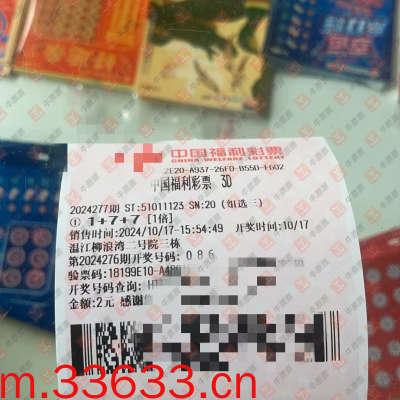 中国福利彩票
CHINA WELFARE LOTTERY
2E20-A937-26FD-B55D-F6D2
中国福利彩票 3D
2024277期 ST:51011123 SN:20 (组选三)
① 1+7+7 [1倍]
销售时间:2024/10/17-15:54:49 开奖时间:10/17
温江柳浪湾二号院三栋
第2024276期开奖号码: 0 8 6
验票码:18199E10-A4
开奖号码查询:
金额:2元 感谢
m.33633.cn